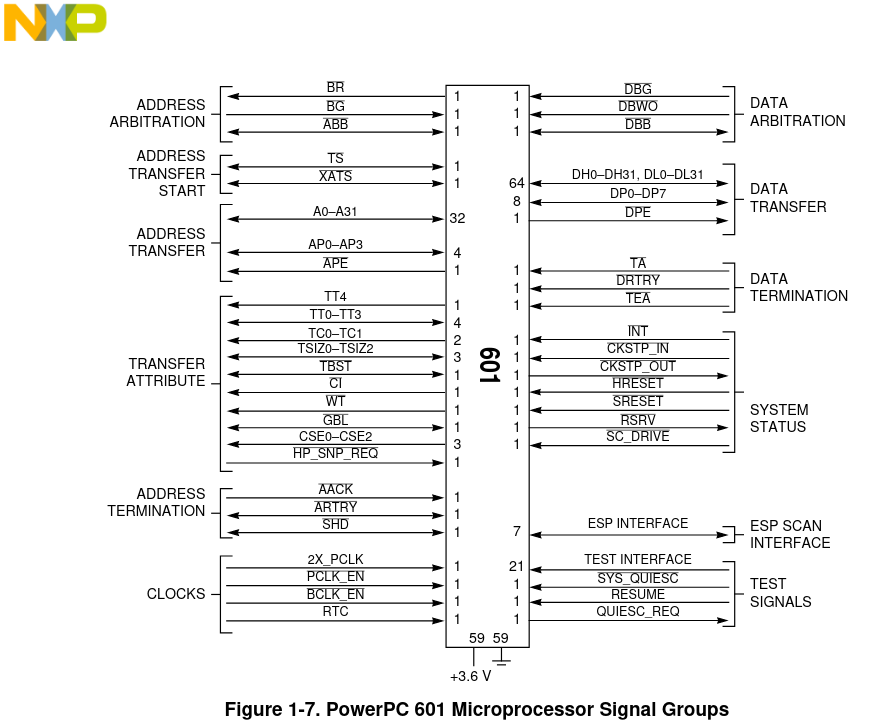 NXP
ADDRESS
ARBITRATION
BR 1
BG 1
ABB 1
ADDRESS
TRANSFER
START
TS 1
XATS 1
ADDRESS
TRANSFER
A0–A31 32
AP0–AP3 4
APE 1
TRANSFER
ATTRIBUTE
TT4 1
TT0–TT3 4
TC0–TC1 2
TSIZ0–TSIZ2 3
TBST 1
CI 1
WT 1
GBL 1
CSE0–CSE2 3
HP_SNP_REQ 1
ADDRESS
TERMINATION
AACK 1
ARTRY 1
SHD 1
CLOCKS
2X_PCLK 1
PCLK_EN 1
BCLK_EN 1
RTC 1
601
1 DBG
1 DBWO
1 DBB
DATA
ARBITRATION
64 DH0–DH31, DL0–DL31
8 DP0–DP7
1 DPE
DATA
TRANSFER
1 TA
1 DRTRY
1 TEA
DATA
TERMINATION
1 INT
1 CKSTP_IN
1 CKSTP_OUT
1 HRESET
1 SRESET
1 RSRV
1 SC_DRIVE
SYSTEM
STATUS
7 ESP INTERFACE
ESP SCAN
INTERFACE
21 TEST INTERFACE
1 SYS_QUIESC
1 RESUME
1 QUIESC_REQ
TEST
SIGNALS
59 59
+3.6 V
Figure 1-7. PowerPC 601 Microprocessor Signal Groups